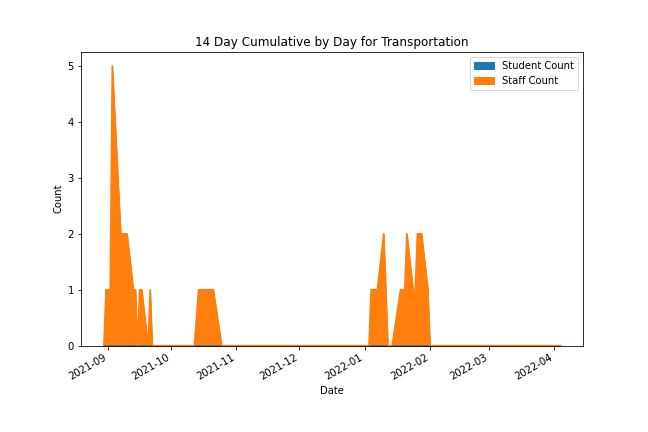 14 Day Cumulative by Day for Transportation
Student Count
Staff Count
Count
5
4
3
2
1
0
2021-09
2021-10
2021-11
2021-12
2022-01
2022-02
2022-03
2022-04
Date